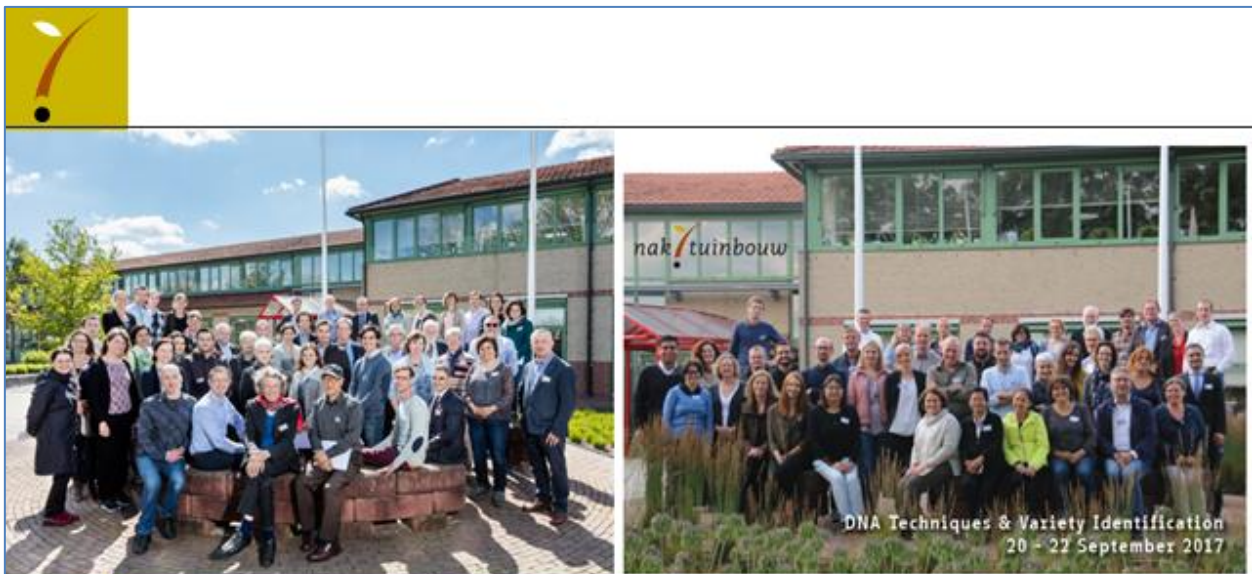 nak tuinbouw
DNA Techniques & Variety Identification
20 - 22 September 2017